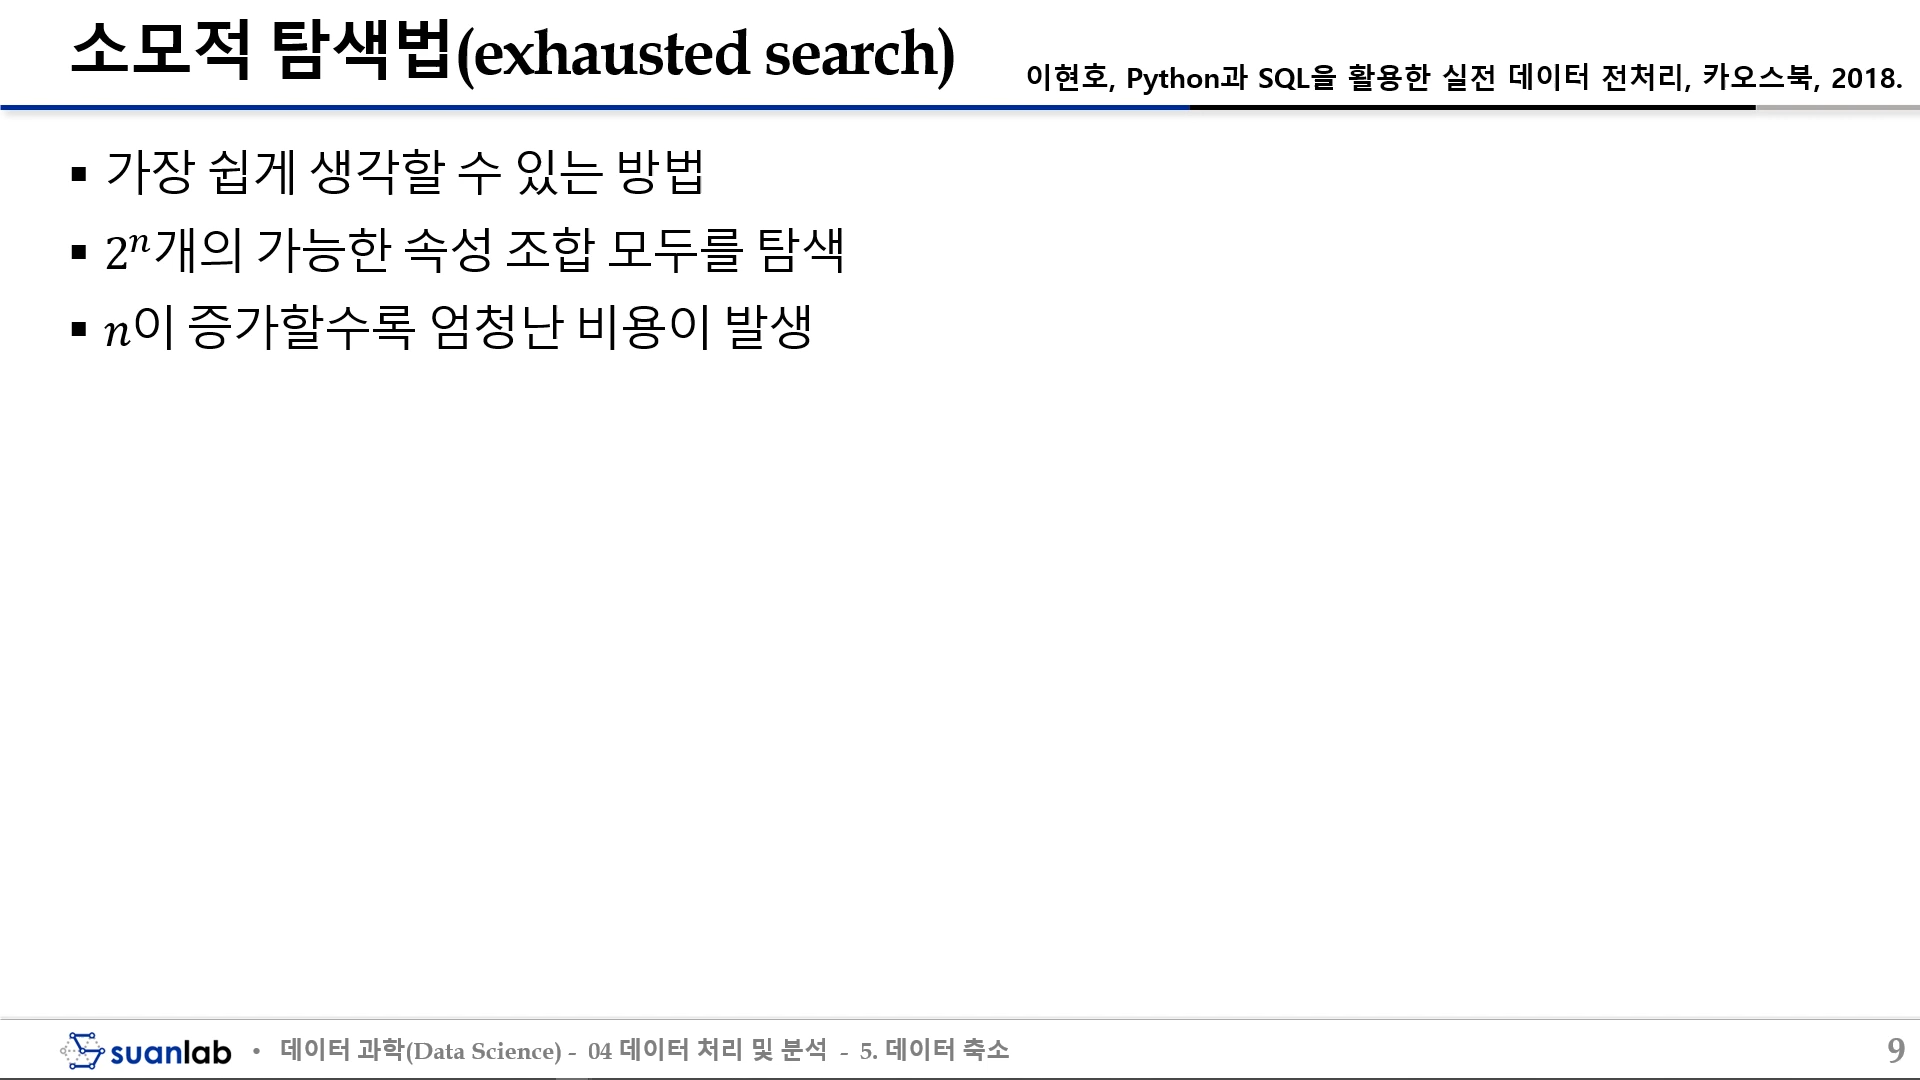 소모적 탐색법(exhausted search)
이현호, Python과 SQL을 활용한 실전 데이터 전처리, 카오스북, 2018.
▪ 가장 쉽게 생각할 수 있는 방법
▪ 2ⁿ개의 가능한 속성 조합 모두를 탐색
▪ n이 증가할수록 엄청난 비용이 발생
suanlab • 데이터 과학(Data Science) - 04 데이터 처리 및 분석 - 5. 데이터 축소
9